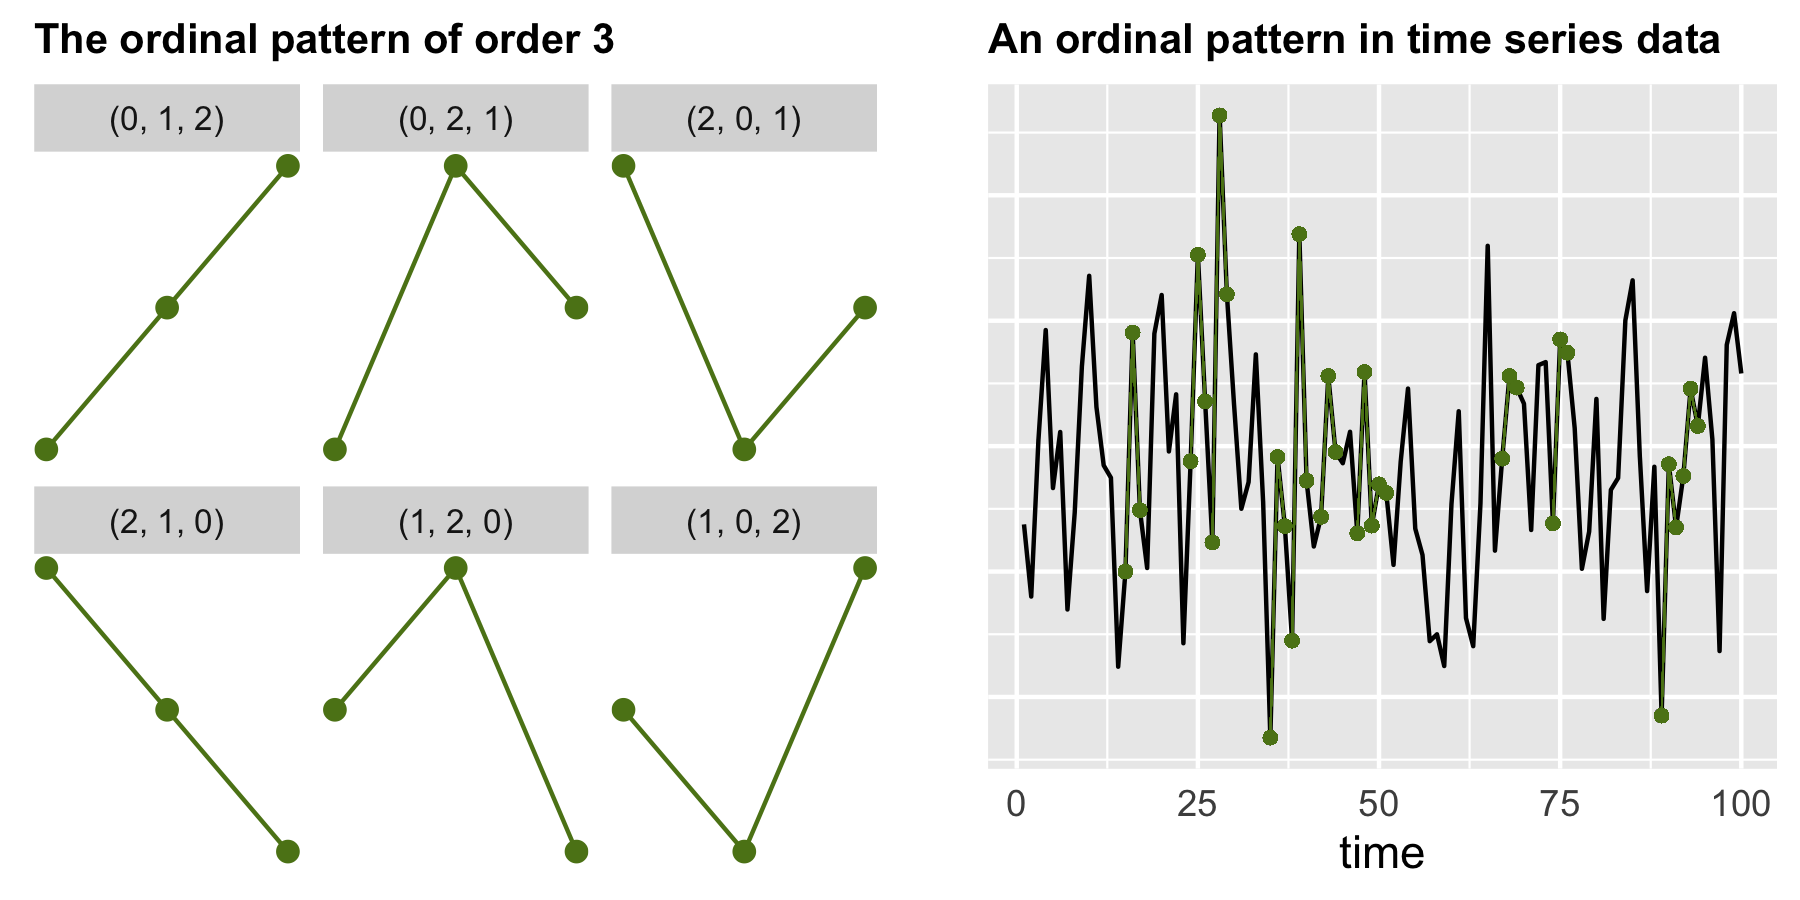 The ordinal pattern of order 3
(0, 1, 2)
(0, 2, 1)
(2, 0, 1)
(2, 1, 0)
(1, 2, 0)
(1, 0, 2)
An ordinal pattern in time series data
0 25 50 75 100
time